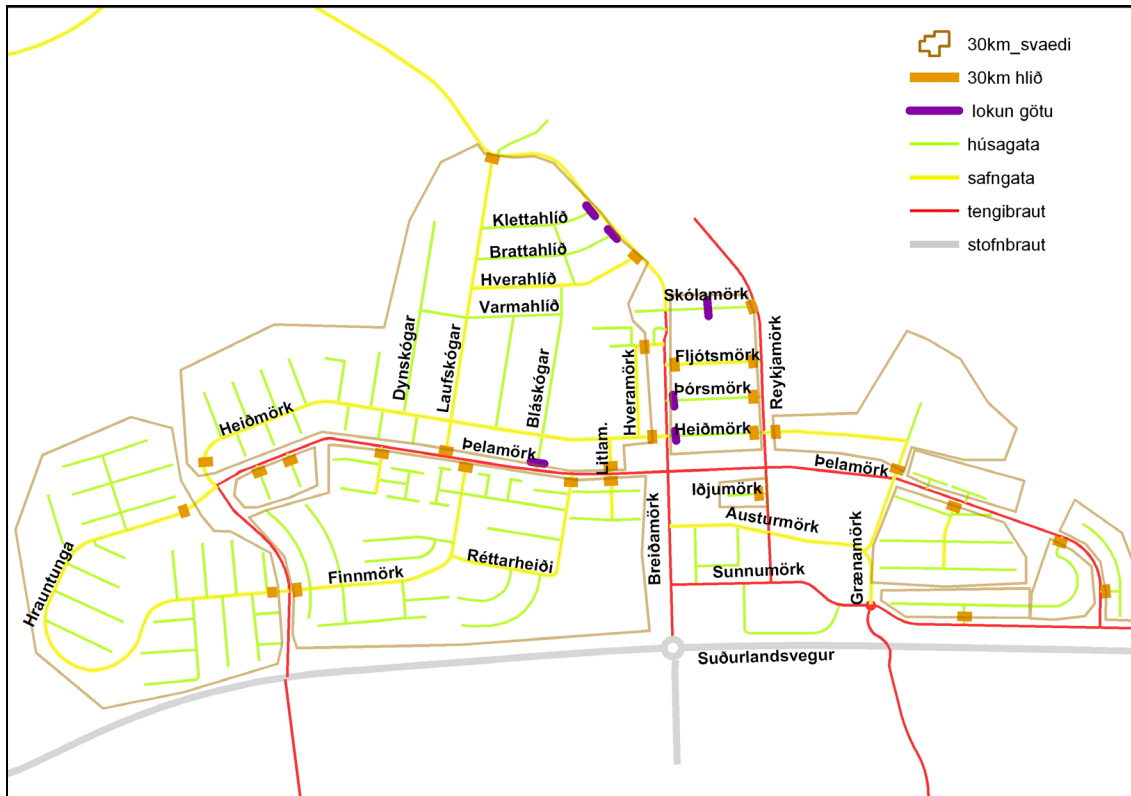 30km_svaedi
30km hlið
lokun götu
húsagata
safngata
tengibraut
stofnbraut
Klettahlíð
Brattahlíð
Hverahlíð
Varmahlíð
Skólamörk
Fljótsmörk
Þórsmörk
Heiðmörk
Reykjamörk
Dynskógar
Laufskógar
Bláskógar
Hveramörk
Heiðmörk
Þelamörk
Litlam.
Þelamörk
Iðjumörk
Austurmörk
Breiðamörk
Sunnumörk
Grænamörk
Réttarheiði
Finnmörk
Hrauntunga
Suðurlandsvegur